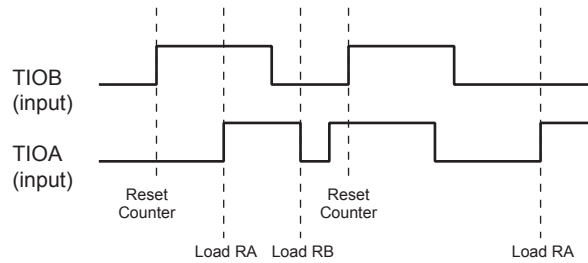 TIOB
(input)
TIOA
(input)
Reset
Counter
Reset
Counter
Load RA
Load RB
Load RA